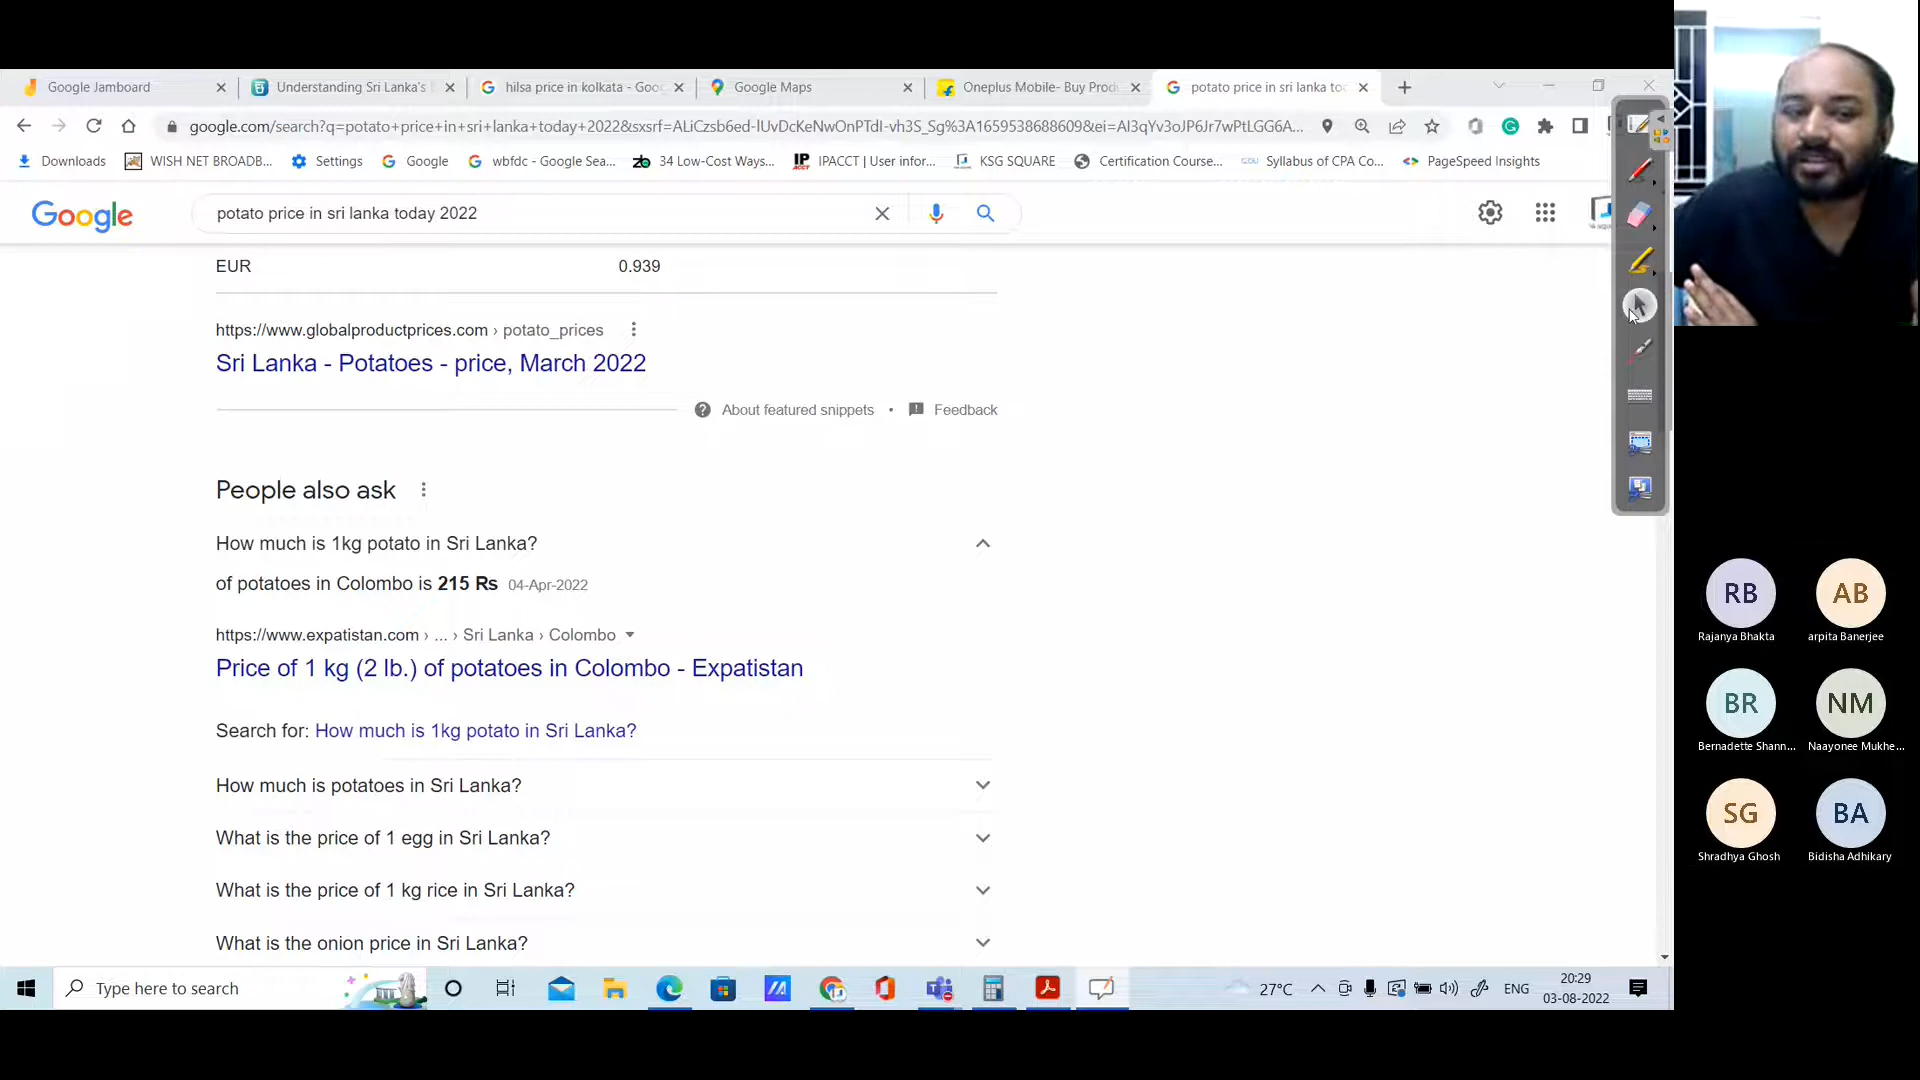 Google Jamboard
Understanding Sri Lanka's
hilsa price in kolkata - Goo
Google Maps
Oneplus Mobile- Buy Prod
potato price in sri lanka to
google.com/search?q=potato+price+in+sri+lanka+today+2022&sxsrf=ALiCzsb6ed-lUvDcKeNwOnPTdI-vh3S_Sg%3A1659538688609&ei=AI3qYv3oJP6Jr7wPtLGG6A...
Downloads
WISH NET BROADB...
Settings
Google
wbfdc - Google Sea...
34 Low-Cost Ways...
IPACCT | User infor...
KSG SQUARE
Certification Course...
Syllabus of CPA Co...
PageSpeed Insights
Google
potato price in sri lanka today 2022
EUR 0.939
https://www.globalproductprices.com › potato_prices
Sri Lanka - Potatoes - price, March 2022
About featured snippets • Feedback
People also ask
How much is 1kg potato in Sri Lanka?
of potatoes in Colombo is 215 Rs 04-Apr-2022
https://www.expatistan.com › ... › Sri Lanka › Colombo
Price of 1 kg (2 lb.) of potatoes in Colombo - Expatistan
Search for: How much is 1kg potato in Sri Lanka?
How much is potatoes in Sri Lanka?
What is the price of 1 egg in Sri Lanka?
What is the price of 1 kg rice in Sri Lanka?
What is the onion price in Sri Lanka?
RB
Rajanya Bhakta
AB
arpita Banerjee
BR
Bernadette Shann...
NM
Naayonee Mukhe...
SG
Shradhya Ghosh
BA
Bidisha Adhikary
Type here to search
27°C
ENG
20:29
03-08-2022